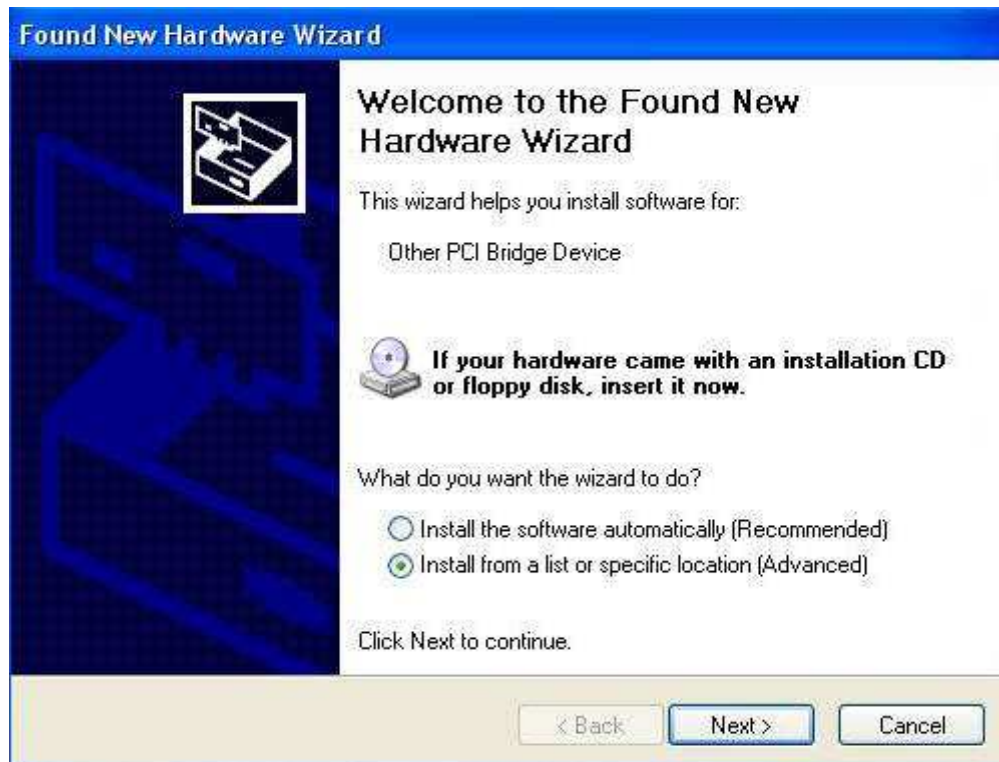 Found New Hardware Wizard
Welcome to the Found New
Hardware Wizard
This wizard helps you install software for:
Other PCI Bridge Device
If your hardware came with an installation CD
or floppy disk, insert it now.
What do you want the wizard to do?
Install the software automatically (Recommended)
Install from a list or specific location (Advanced)
Click Next to continue.
< Back
Next >
Cancel